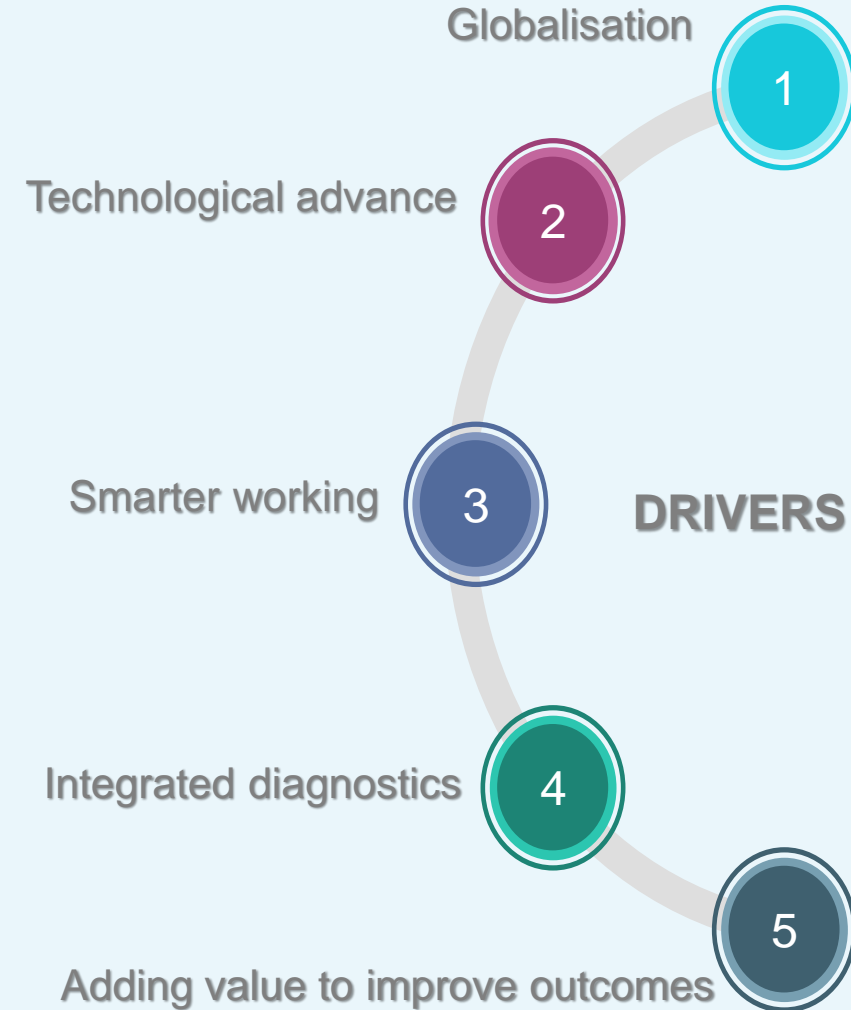 Globalisation
1
Technological advance
2
Smarter working
3
DRIVERS
Integrated diagnostics
4
5
Adding value to improve outcomes